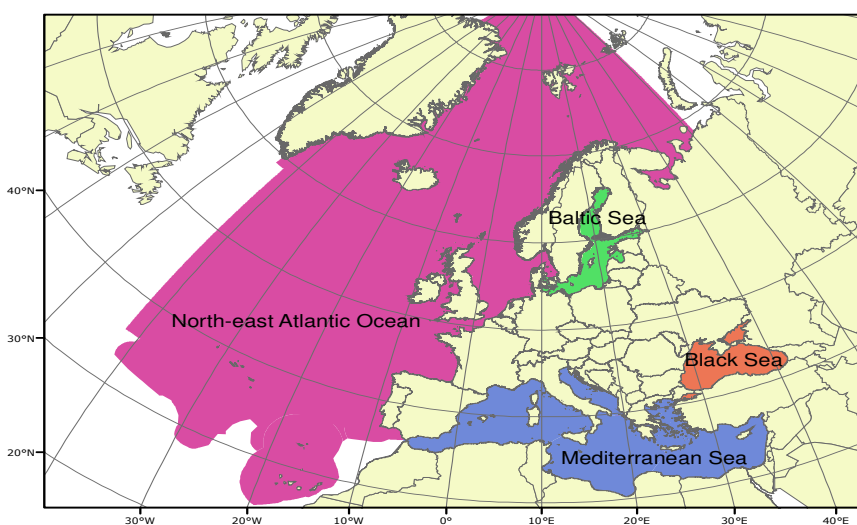 40°N
Baltic Sea
North-east Atlantic Ocean
30°N
Black Sea
20°N
Mediterranean Sea
30°W
20°W
10°W
0°
10°E
20°E
30°E
40°E